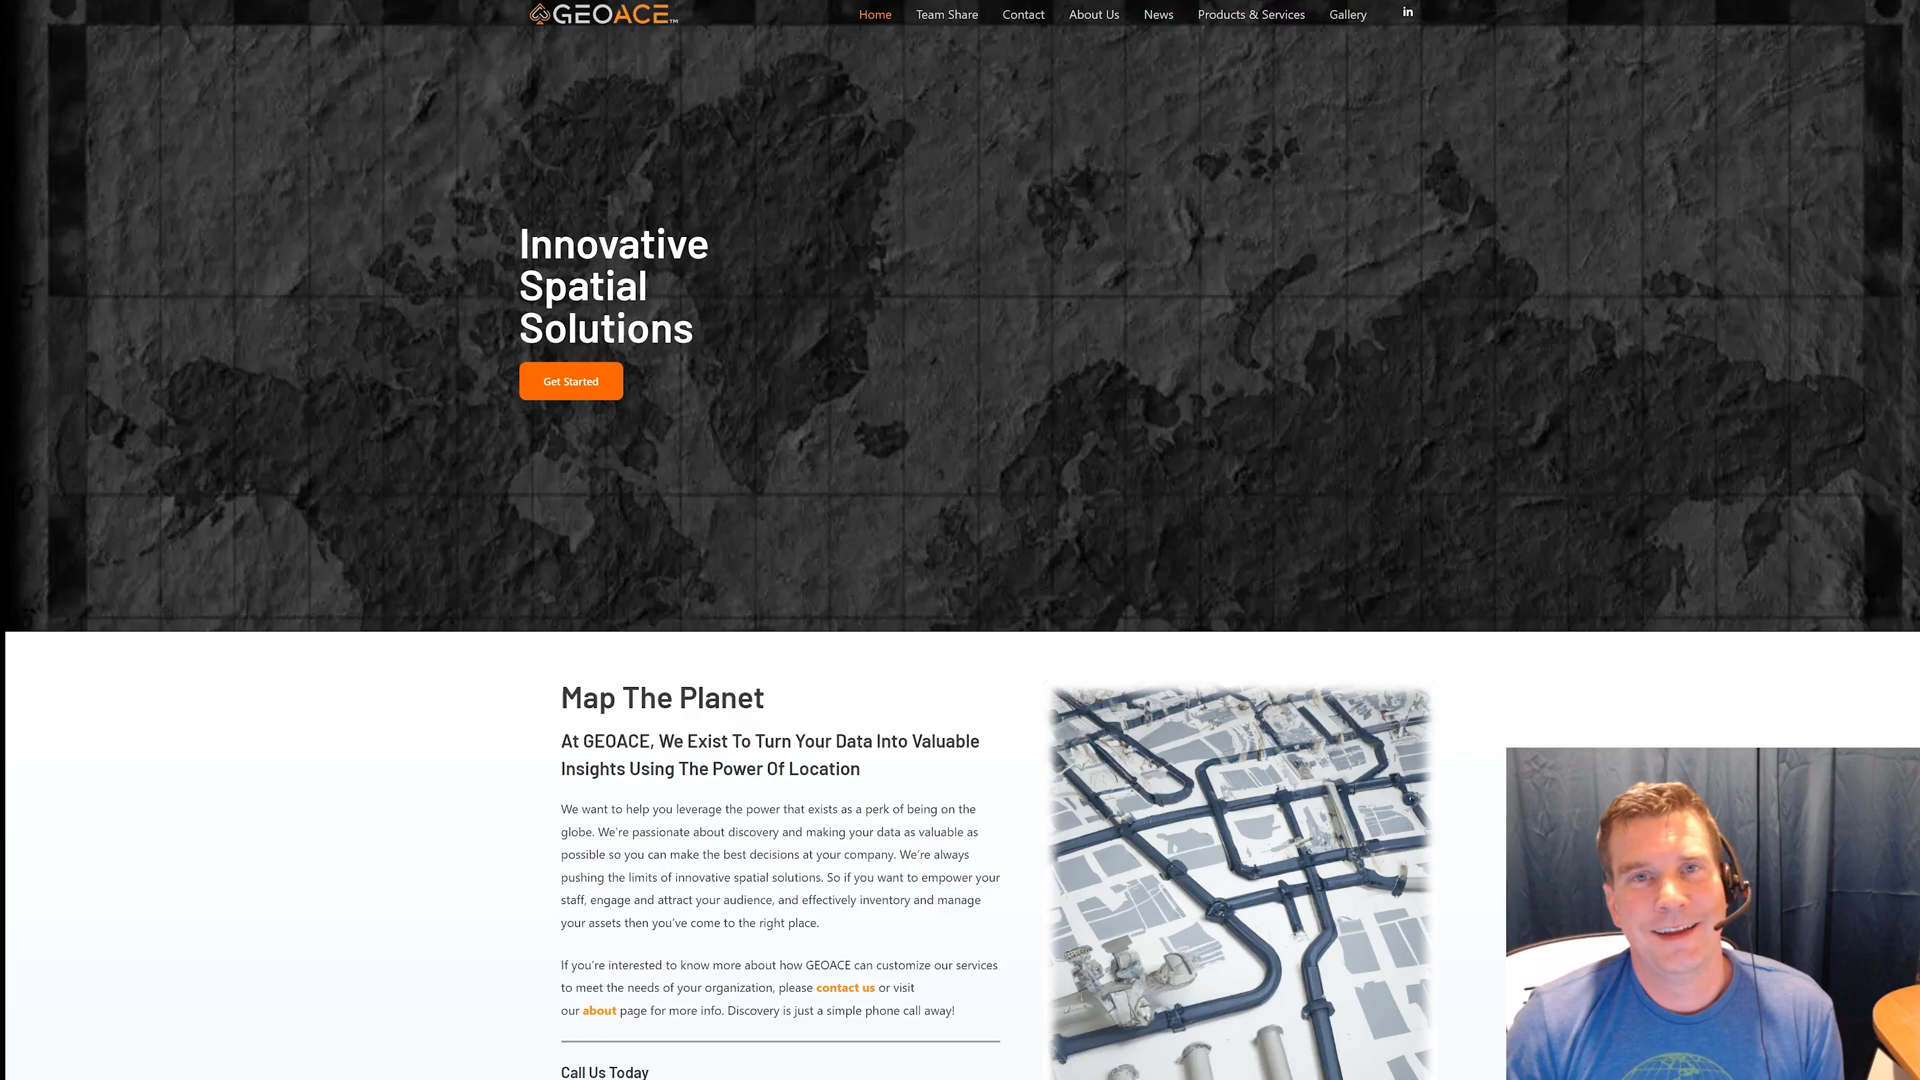 GEOACE™
Home Team Share Contact About Us News Products & Services Gallery in
Innovative
Spatial
Solutions
Get Started
Map The Planet
At GEOACE, We Exist To Turn Your Data Into Valuable
Insights Using The Power Of Location
We want to help you leverage the power that exists as a perk of being on the
globe. We're passionate about discovery and making your data as valuable as
possible so you can make the best decisions at your company. We're always
pushing the limits of innovative spatial solutions. So if you want to empower your
staff, engage and attract your audience, and effectively inventory and manage
your assets then you've come to the right place.
If you're interested to know more about how GEOACE can customize our services
to meet the needs of your organization, please contact us or visit
our about page for more info. Discovery is just a simple phone call away!
Call Us Today